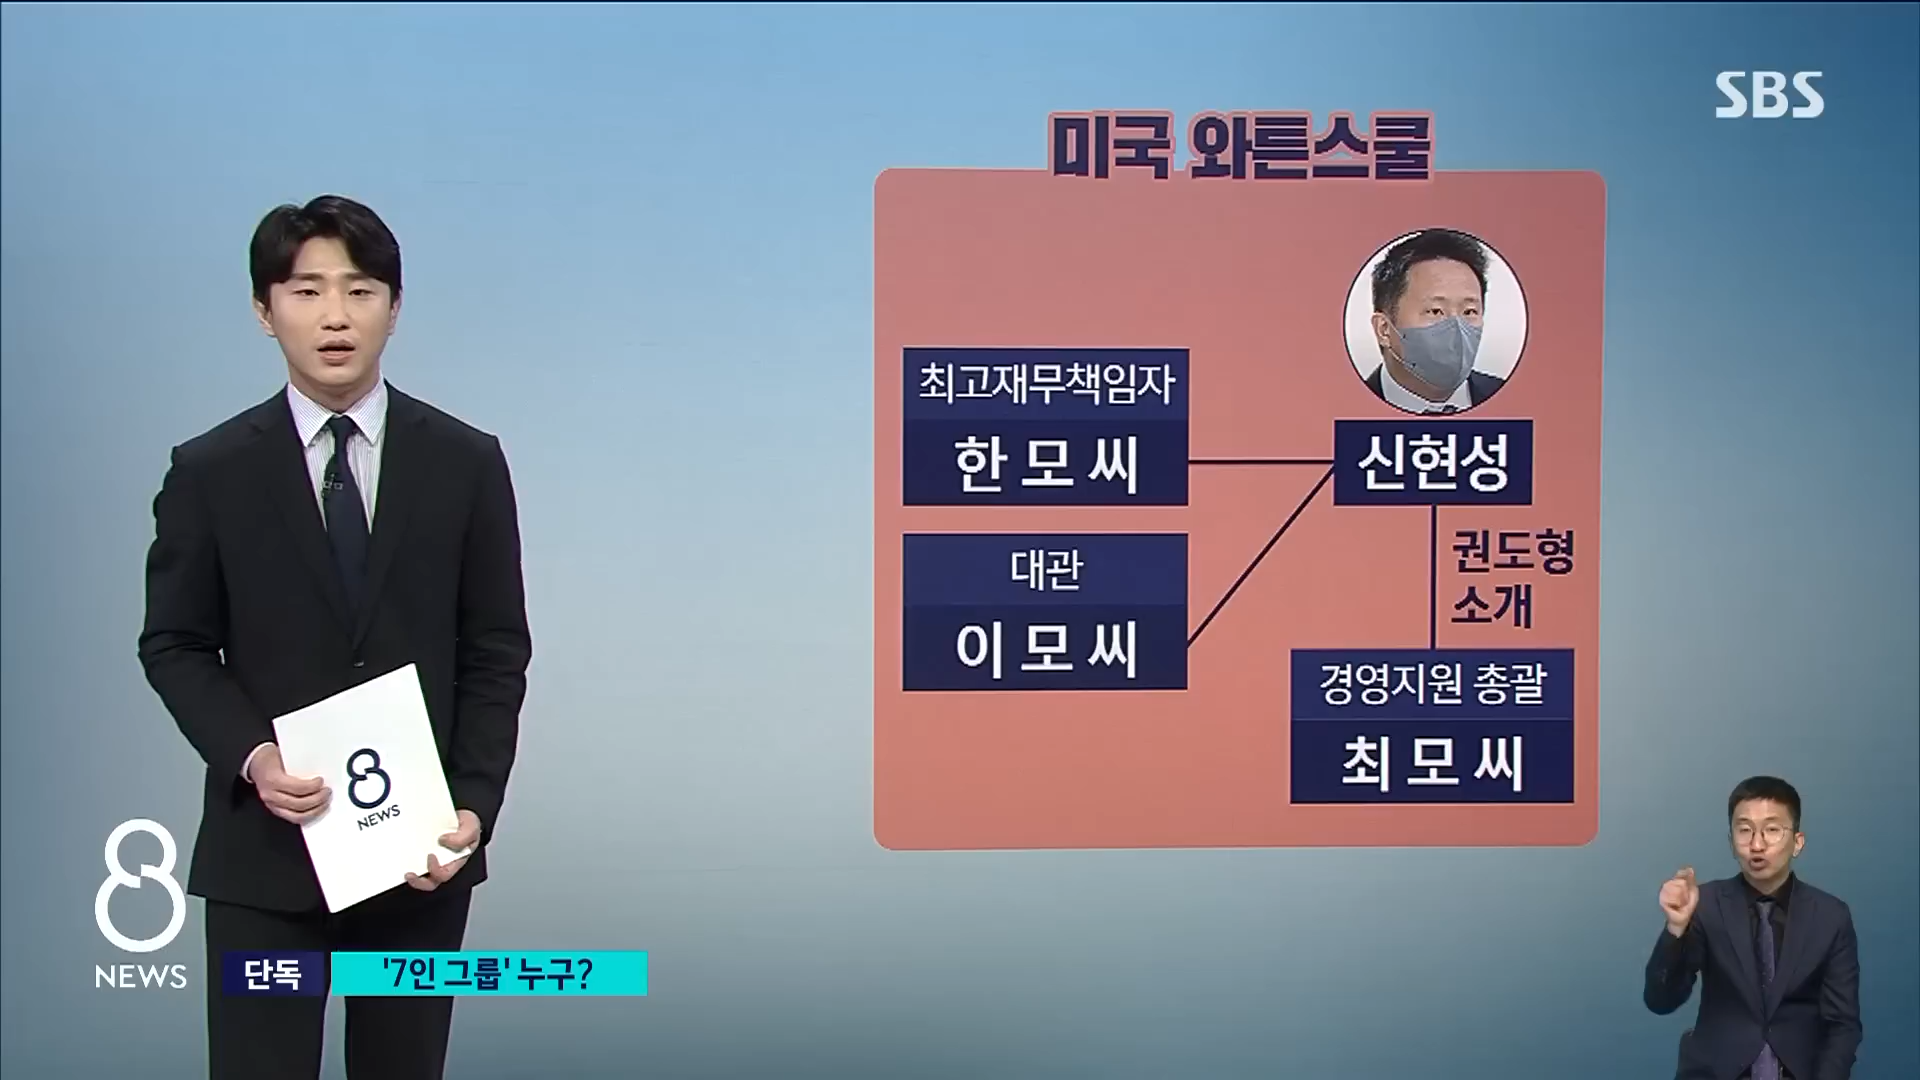 SBS
미국 와튼스쿨
최고재무책임자
한 모 씨
신현성
대관
이 모 씨
권도형
소개
경영지원 총괄
최 모 씨
8
NEWS
8
NEWS
단독 '7인 그룹' 누구?